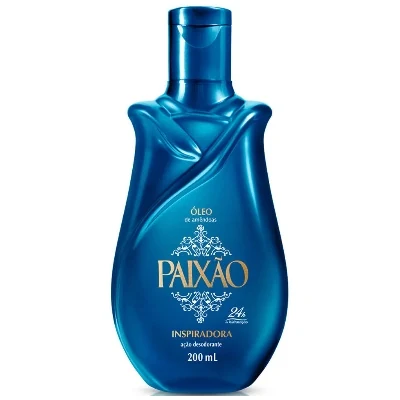 ÓLEO
de amêndoas
PAIXÃO
24h
INSPIRADORA
ação desodorante
200 mL